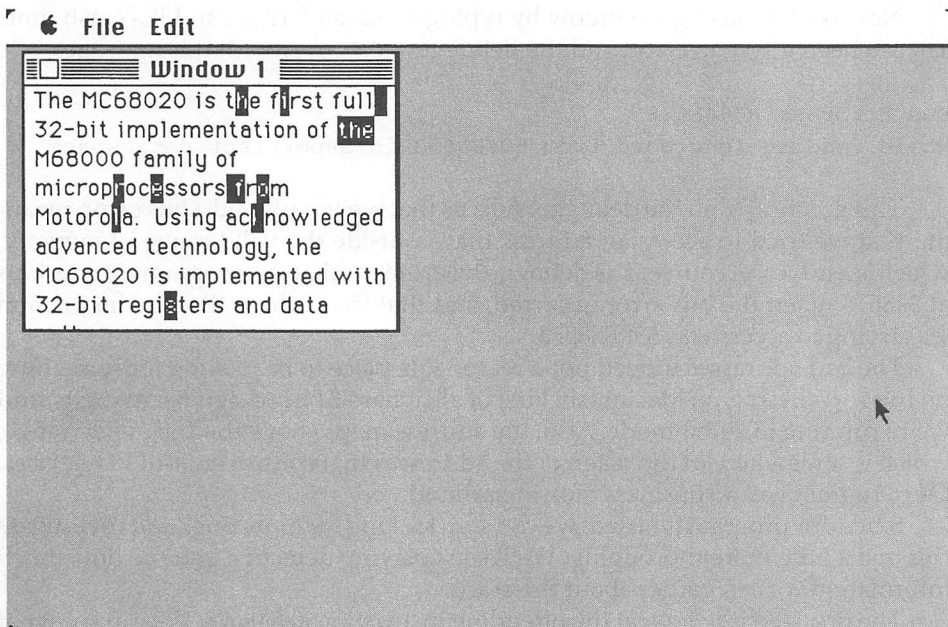 File Edit
Window 1
The MC68020 is the first full
32-bit implementation of the
M68000 family of
microprocessors from
Motorola. Using acknowledged
advanced technology, the
MC68020 is implemented with
32-bit registers and data